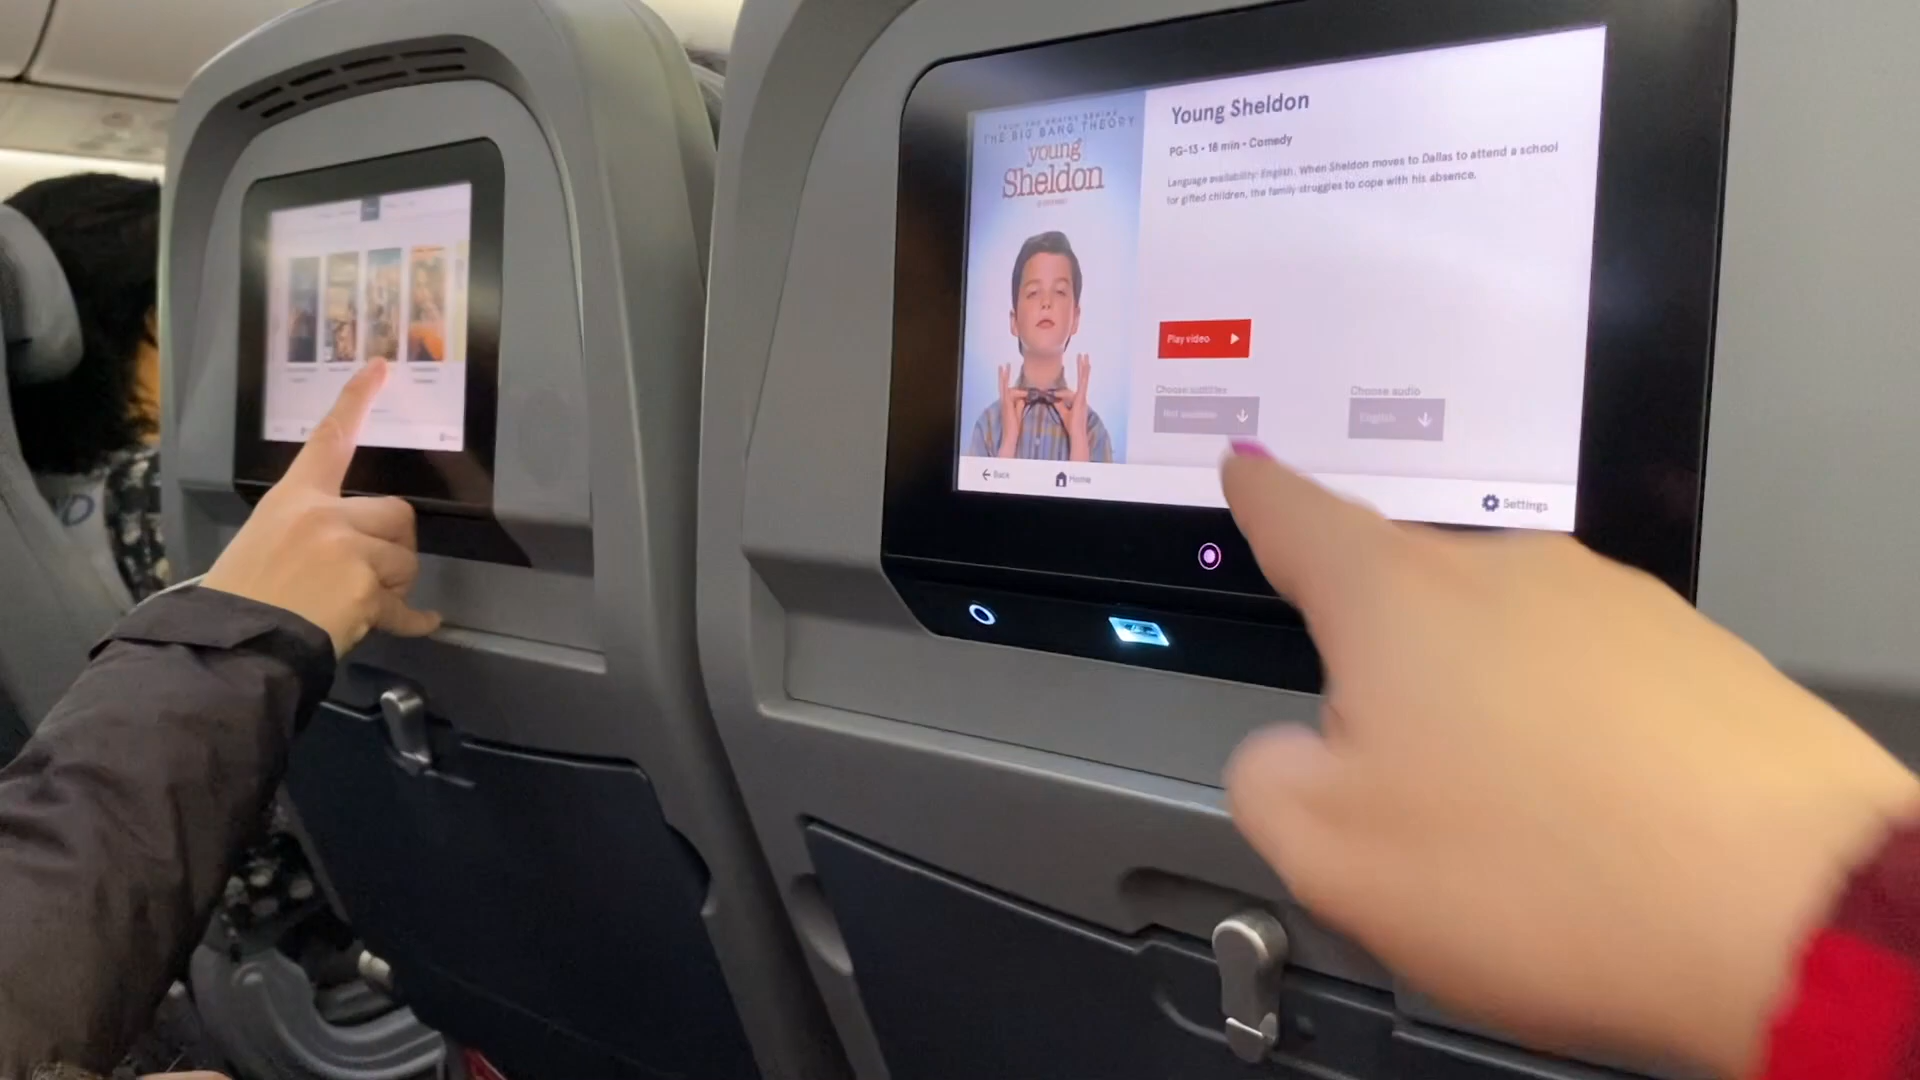 FROM THE BRAINS BEHIND
THE BIG BANG THEORY
young
Sheldon
Young Sheldon
PG-13 • 18 min • Comedy
Language availability: English. When Sheldon moves to Dallas to attend a school
for gifted children, the family struggles to cope with his absence.
Play video
Choose subtitles
Choose audio
Not available
English
Back
Home
Settings